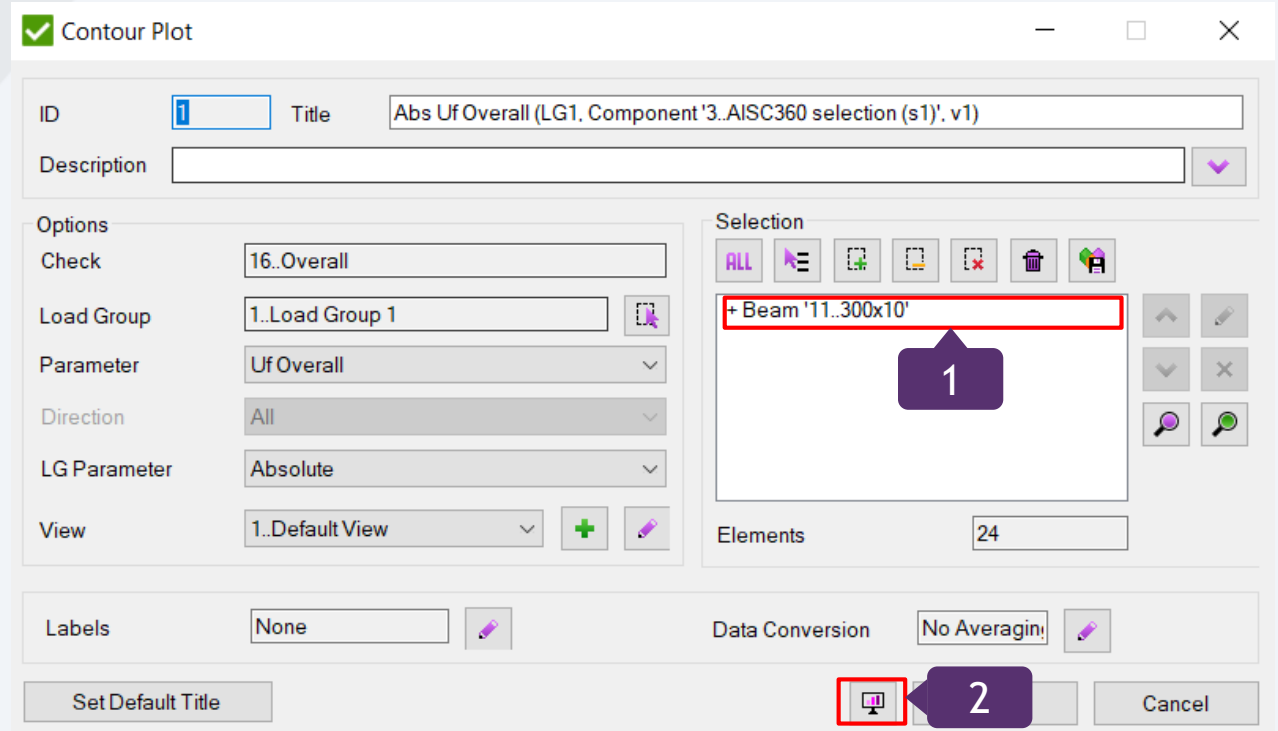 Contour Plot
ID 1 Title Abs Uf Overall (LG1, Component '3..AISC360 selection (s1)', v1)
Description
Options
Check 16..Overall
Load Group 1..Load Group 1
Parameter Uf Overall
Direction All
LG Parameter Absolute
View 1..Default View
Selection
ALL
+ Beam '11..300x10'
1
Elements 24
Labels None
Data Conversion No Averagin
Set Default Title
2
Cancel